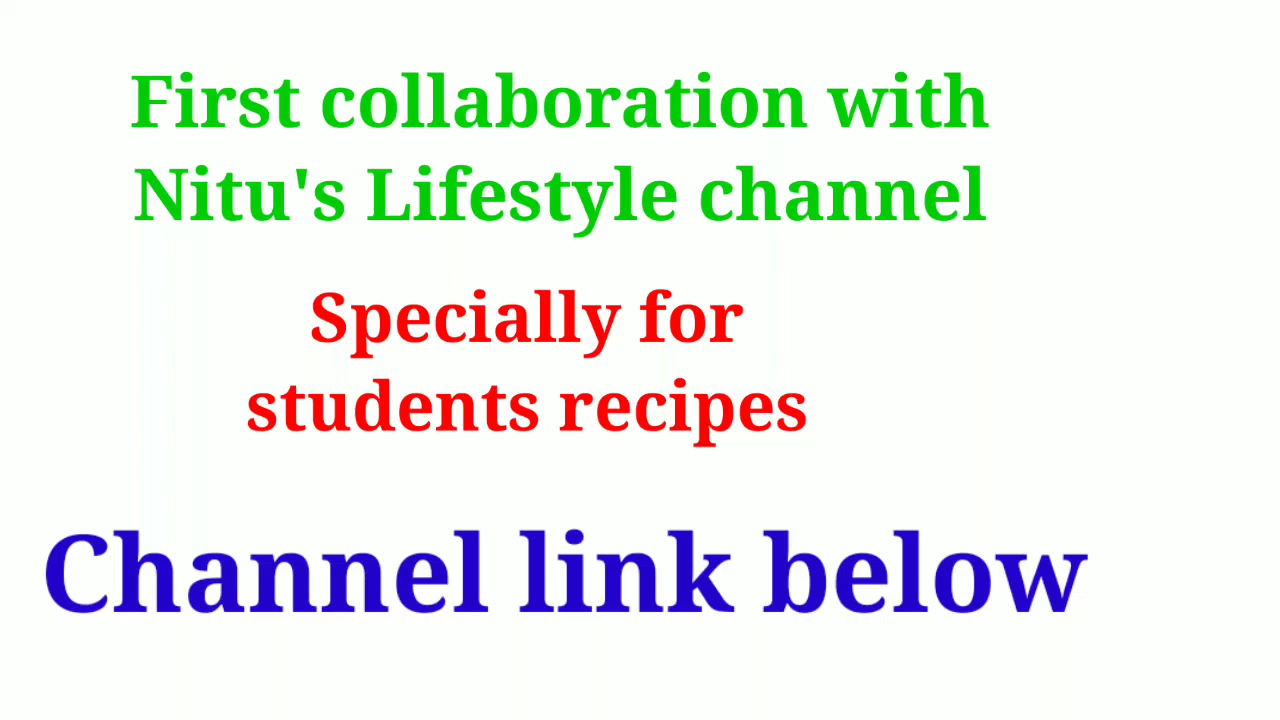 First collaboration with
Nitu's Lifestyle channel
Specially for
students recipes
Channel link below